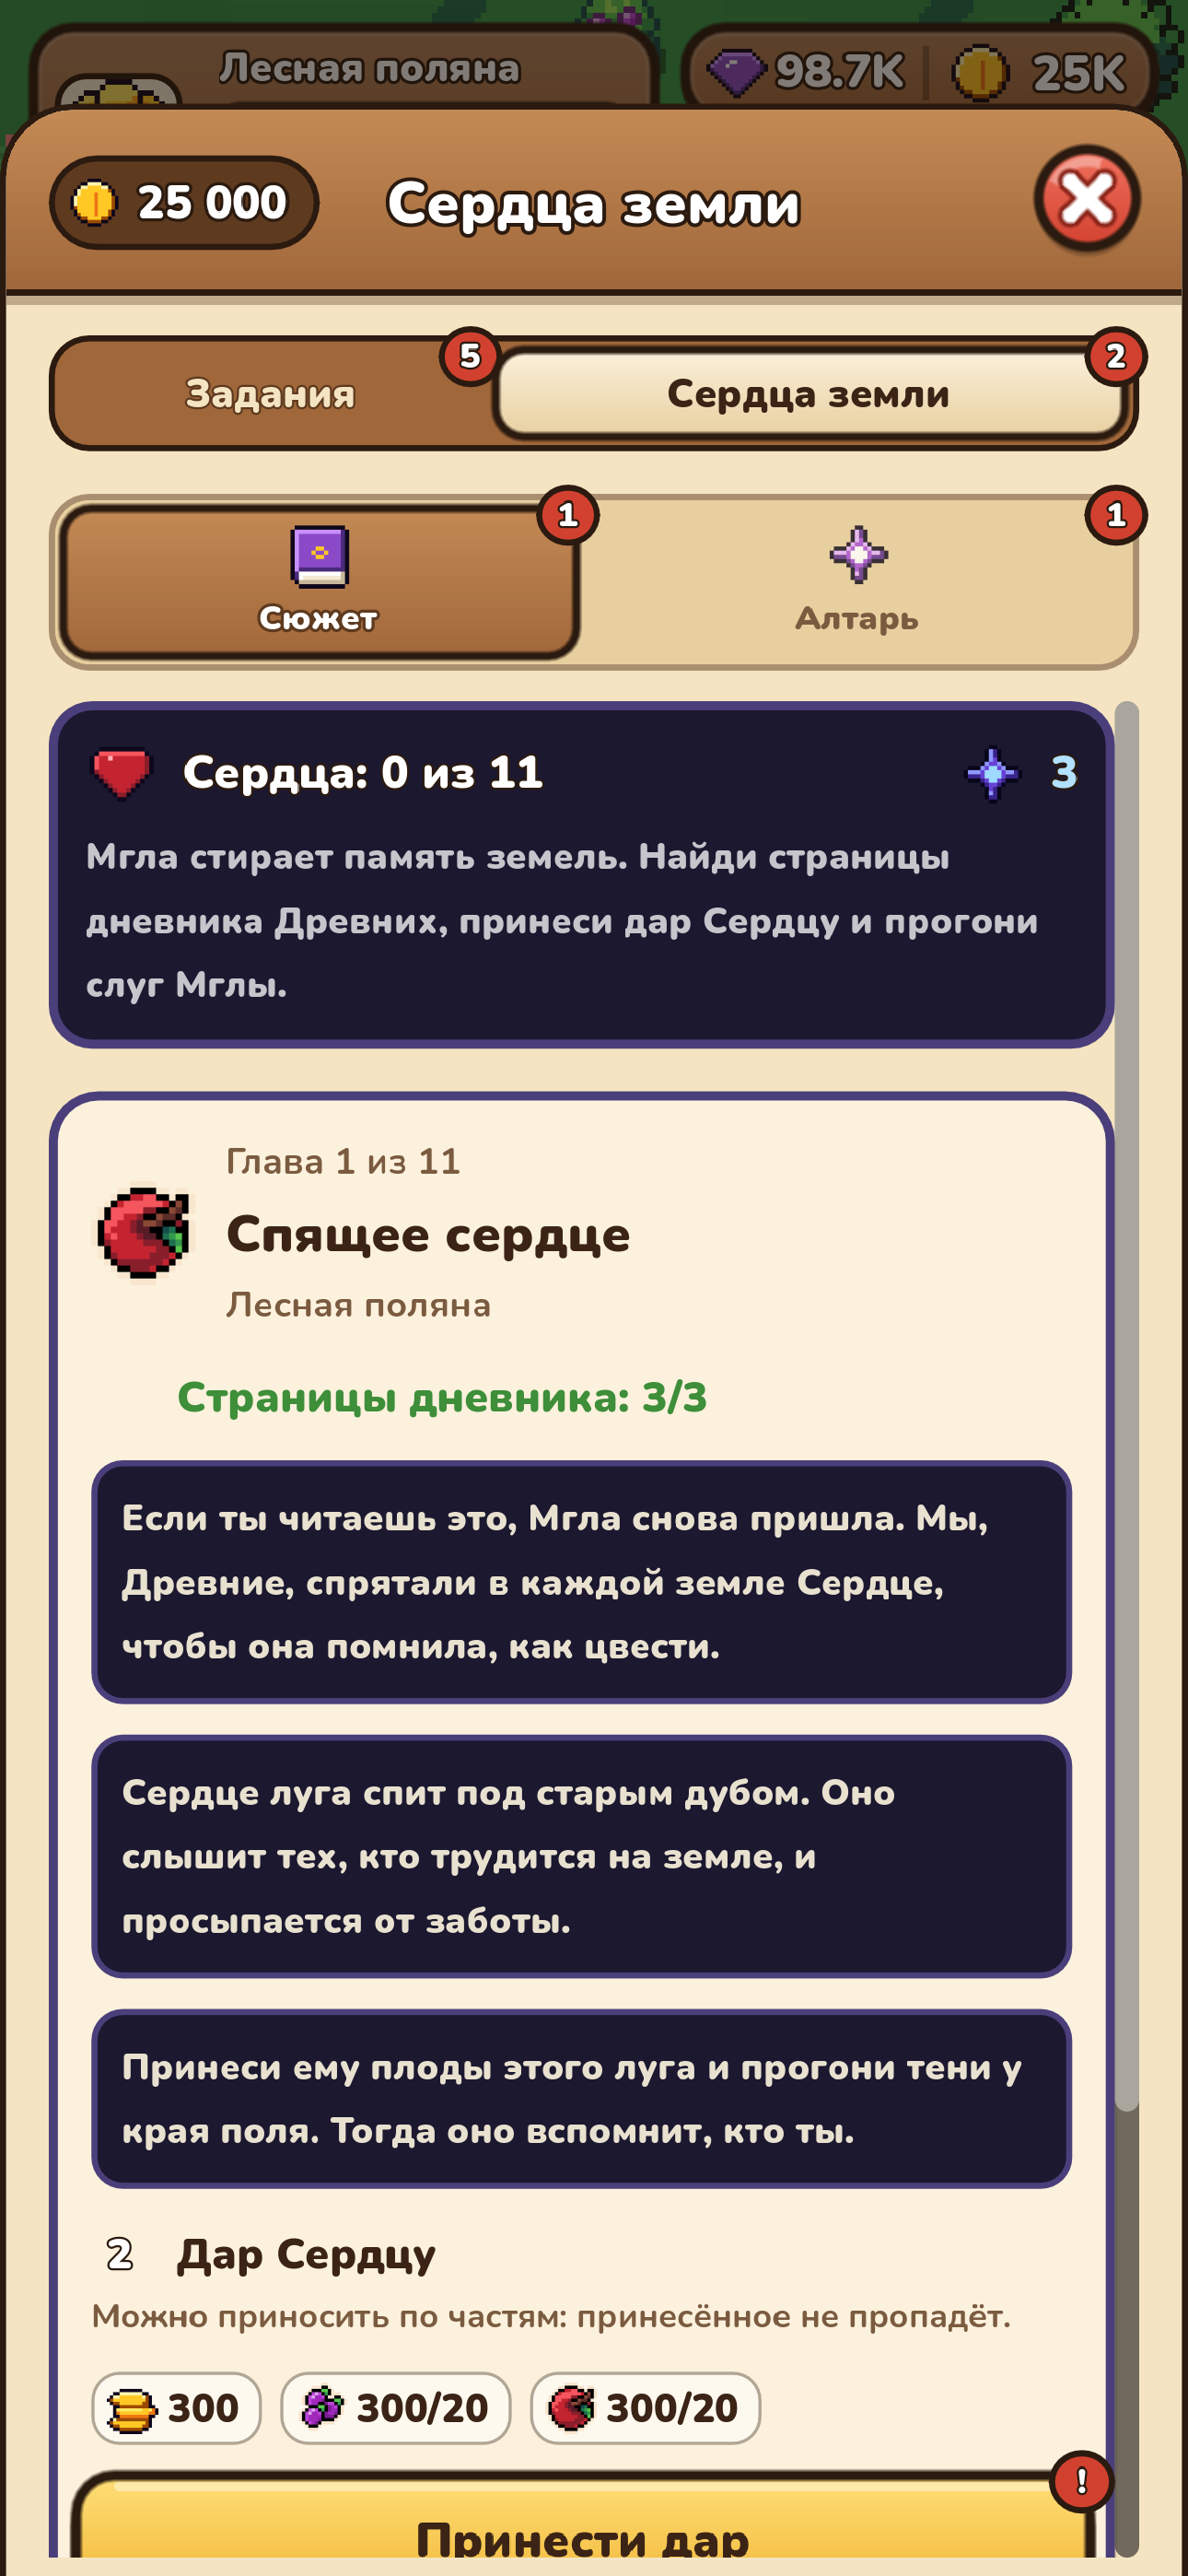 Лесная поляна
98.7K
25K
25 000
Сердца земли
Задания
5
Сердца земли
2
Сюжет
1
Алтарь
1
Сердца: 0 из 11
3
Мгла стирает память земель. Найди страницы
дневника Древних, принеси дар Сердцу и прогони
слуг Мглы.
Глава 1 из 11
Спящее сердце
Лесная поляна
Страницы дневника: 3/3
Если ты читаешь это, Мгла снова пришла. Мы,
Древние, спрятали в каждой земле Сердце,
чтобы она помнила, как цвести.
Сердце луга спит под старым дубом. Оно
слышит тех, кто трудится на земле, и
просыпается от заботы.
Принеси ему плоды этого луга и прогони тени у
края поля. Тогда оно вспомнит, кто ты.
2 Дар Сердцу
Можно приносить по частям: принесённое не пропадёт.
300
300/20
300/20
!
Принести дар